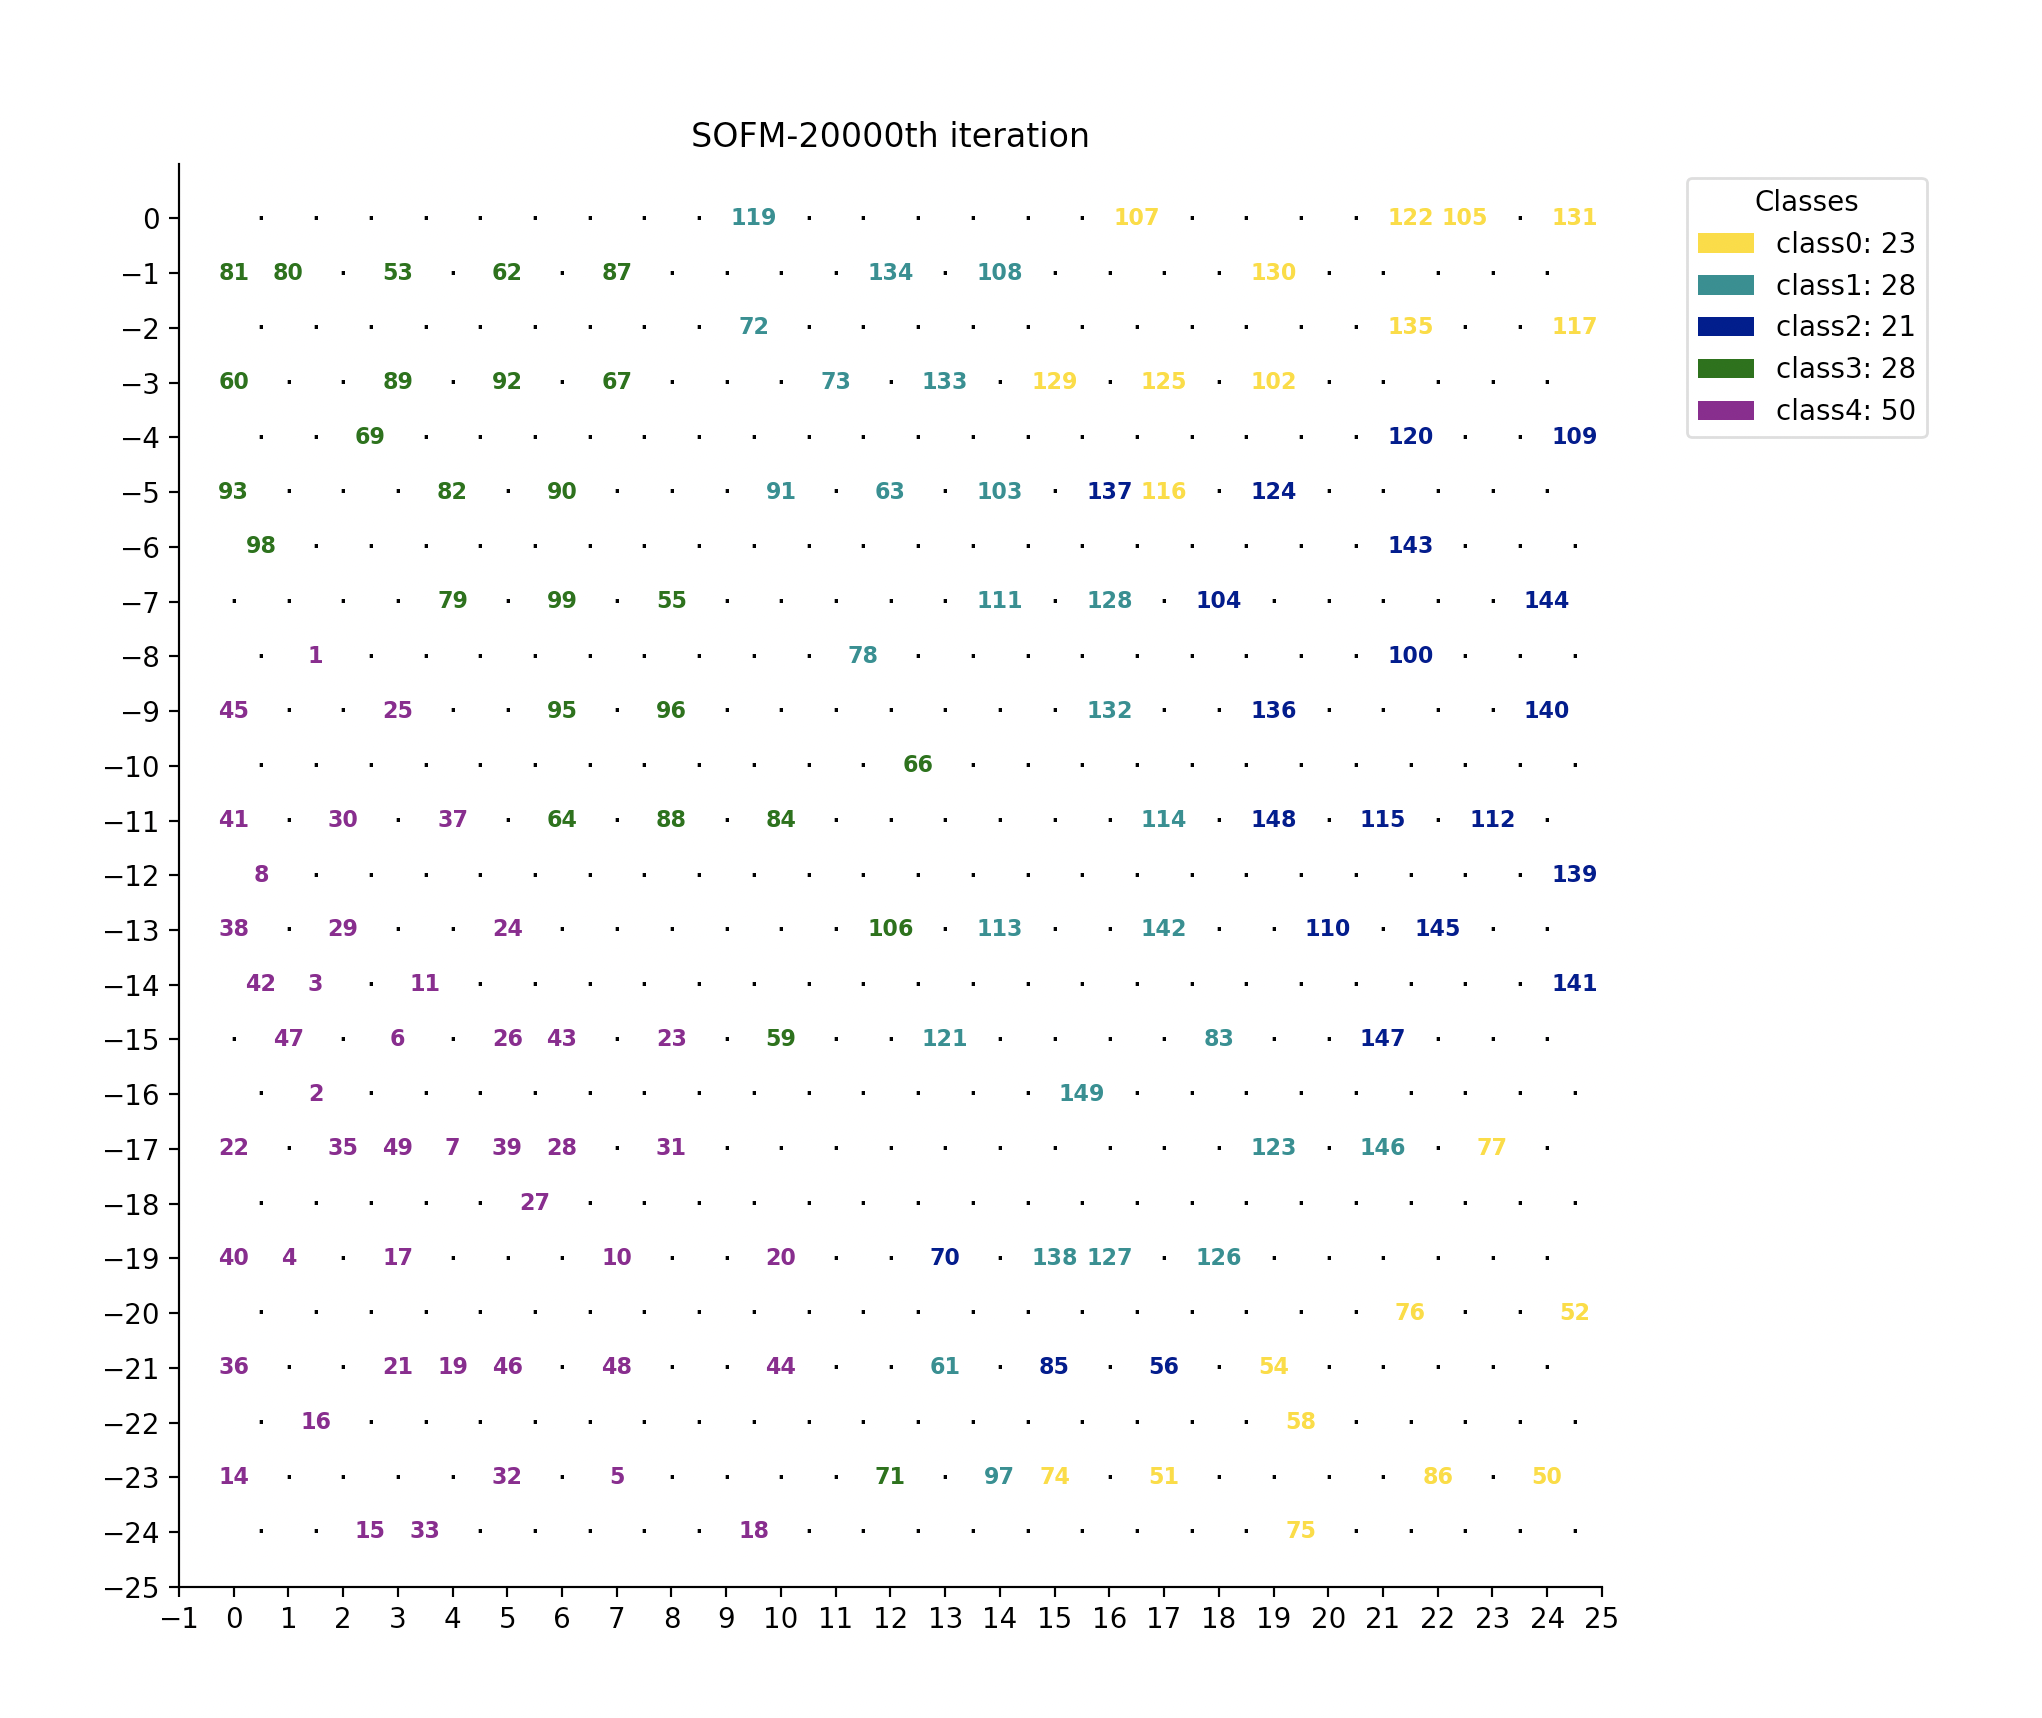 SOFM-20000th iteration
Classes
class0: 23
class1: 28
class2: 21
class3: 28
class4: 50
0 119 107 122 105 131
−1 81 80 53 62 87 134 108 130
−2 72 135 117
−3 60 89 92 67 73 133 129 125 102
−4 69 120 109
−5 93 82 90 91 63 103 137 116 124
−6 98 143
−7 79 99 55 111 128 104 144
−8 1 78 100
−9 45 25 95 96 132 136 140
−10 66
−11 41 30 37 64 88 84 114 148 115 112
−12 8 139
−13 38 29 24 106 113 142 110 145
−14 42 3 11 141
−15 47 6 26 43 23 59 121 83 147
−16 2 149
−17 22 35 49 7 39 28 31 123 146 77
−18 27
−19 40 4 17 10 20 70 138 127 126
−20 76 52
−21 36 21 19 46 48 44 61 85 56 54
−22 16 58
−23 14 32 5 71 97 74 51 86 50
−24 15 33 18 75
−25
−1 0 1 2 3 4 5 6 7 8 9 10 11 12 13 14 15 16 17 18 19 20 21 22 23 24 25